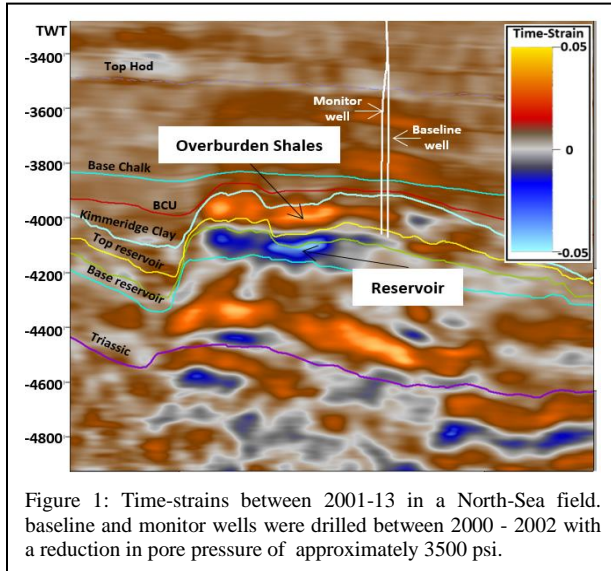 TWT
Time-Strain
0.05
0
-0.05
-3400
Top Hod
-3600
Monitor
well
Baseline
well
Overburden Shales
-3800
Base Chalk
BCU
-4000
Kimmeridge Clay
Top reservoir
-4200
Base reservoir
Reservoir
-4400
Triassic
-4600
-4800
Figure 1: Time-strains between 2001-13 in a North-Sea field.
baseline and monitor wells were drilled between 2000 - 2002 with
a reduction in pore pressure of approximately 3500 psi.